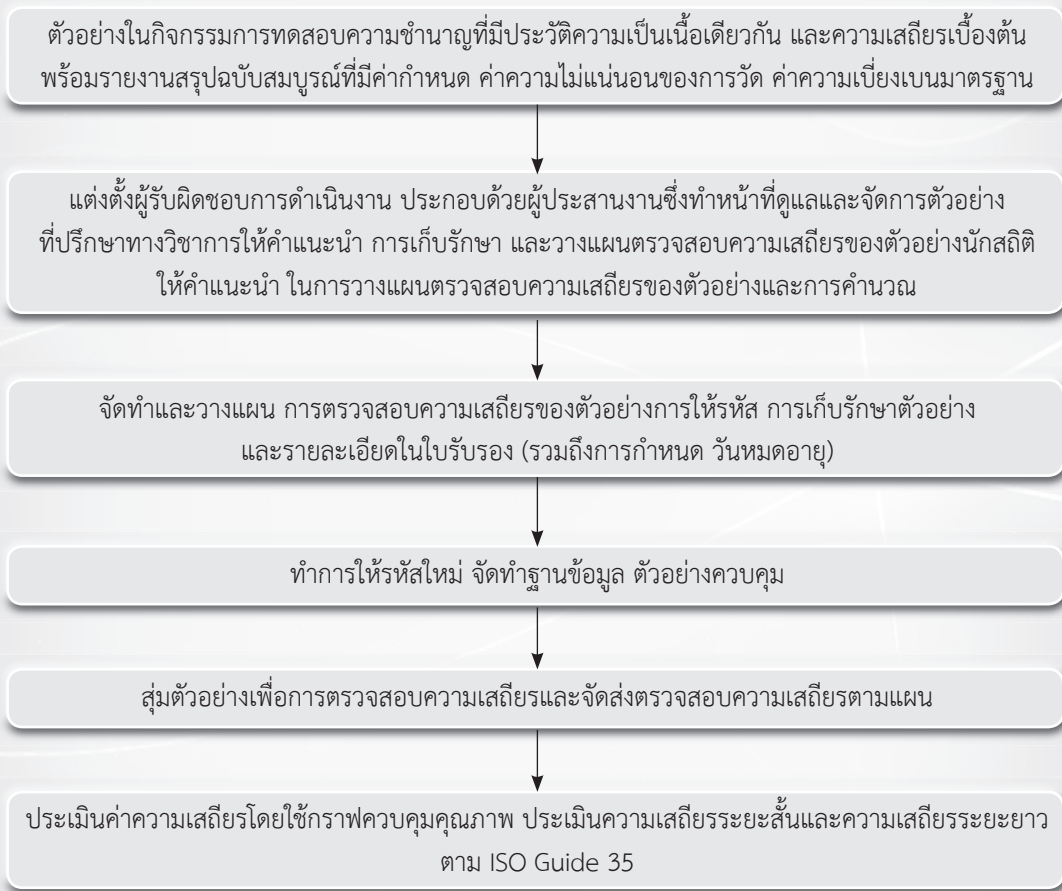 ตัวอย่างในกิจกรรมการทดสอบความชำนาญที่มีประวัติความเป็นเนื้อเดียวกัน และความเสถียรเบื้องต้น
พร้อมรายงานสรุปฉบับสมบูรณ์ที่มีค่ากำหนด ค่าความไม่แน่นอนของการวัด ค่าความเบี่ยงเบนมาตรฐาน
แต่งตั้งผู้รับผิดชอบการดำเนินงาน ประกอบด้วยผู้ประสานงานซึ่งทำหน้าที่ดูแลและจัดการตัวอย่าง
ที่ปรึกษาทางวิชาการให้คำแนะนำ การเก็บรักษา และวางแผนตรวจสอบความเสถียรของตัวอย่างนักสถิติ
ให้คำแนะนำ ในการวางแผนตรวจสอบความเสถียรของตัวอย่างและการคำนวณ
จัดทำและวางแผน การตรวจสอบความเสถียรของตัวอย่างการให้รหัส การเก็บรักษาตัวอย่าง
และรายละเอียดในใบรับรอง (รวมถึงการกำหนด วันหมดอายุ)
ทำการให้รหัสใหม่ จัดทำฐานข้อมูล ตัวอย่างควบคุม
สุ่มตัวอย่างเพื่อการตรวจสอบความเสถียรและจัดส่งตรวจสอบความเสถียรตามแผน
ประเมินค่าความเสถียรโดยใช้กราฟควบคุมคุณภาพ ประเมินความเสถียรระยะสั้นและความเสถียรระยะยาว
ตาม ISO Guide 35